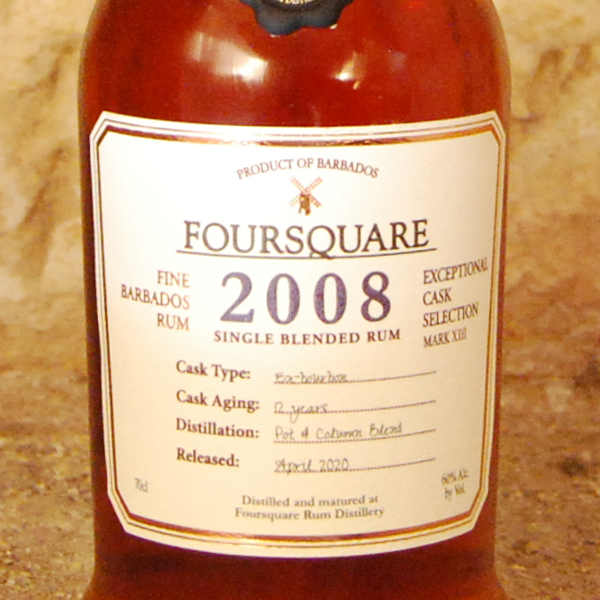 PRODUCT OF BARBADOS
FOURSQUARE
FINE
BARBADOS
RUM
2008
EXCEPTIONAL
CASK
SELECTION
MARK XIII
SINGLE BLENDED RUM
Cask Type: Ex-bourbon
Cask Aging: 12 years
Distillation: Pot & Column Blend
Released: April 2020
70cl
60% Alc
by Vol.
Distilled and matured at
Foursquare Rum Distillery